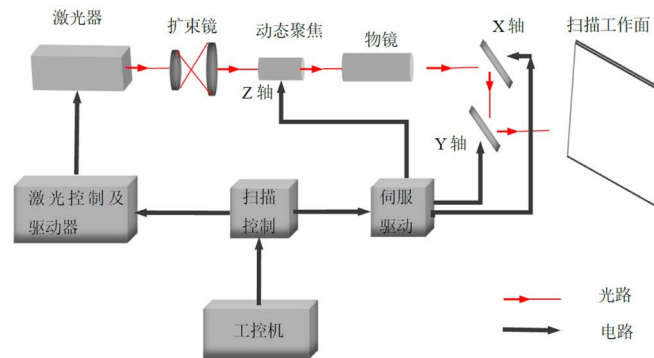 激光器
扩束镜
动态聚焦
物镜
X 轴
扫描工作面
Z 轴
Y 轴
激光控制及
驱动器
扫描
控制
伺服
驱动
工控机
光路
电路